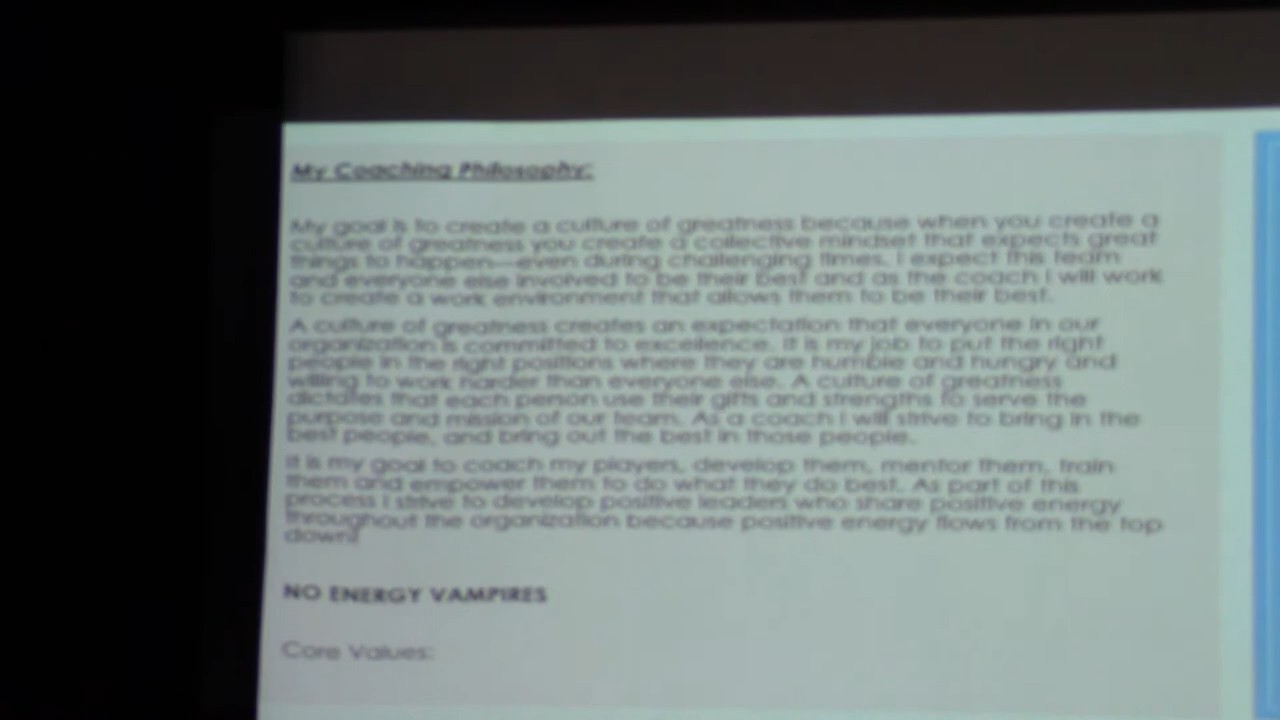 My Coaching Philosophy:
My goal is to create a culture of greatness because when you create a
culture of greatness you create a collective mindset that expects great
things to happen—even during challenging times. I expect this team
and everyone else involved to be their best and as the coach I will work
to create a work environment that allows them to be their best.
A culture of greatness creates an expectation that everyone in our
organization is committed to excellence. It is my job to put the right
people in the right positions where they are humble and hungry and
willing to work harder than everyone else. A culture of greatness
dictates that each person use their gifts and strengths to serve the
purpose and mission of our team. As a coach I will strive to bring in the
best people, and bring out the best in those people.
It is my goal to coach my players, develop them, mentor them, train
them and empower them to do what they do best. As part of this
process I strive to develop positive leaders who share positive energy
throughout the organization because positive energy flows from the top
down!
NO ENERGY VAMPIRES
Core Values: